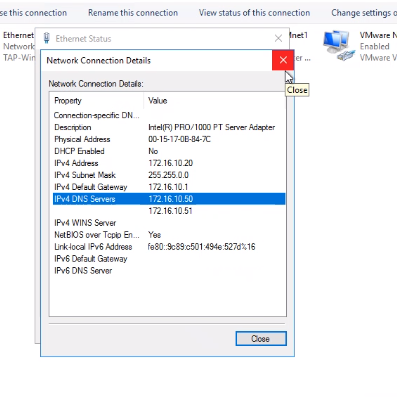 se this connection Rename this connection View status of this connection Change settings o
Ethernet
Network
TAP-Win
Ethernet Status
VMware N
Enabled
VMware V
Network Connection Details
Close
Network Connection Details:
Property Value
Connection-specific DN...
Description Intel(R) PRO/1000 PT Server Adapter
Physical Address 00-15-17-0B-84-7C
DHCP Enabled No
IPv4 Address 172.16.10.20
IPv4 Subnet Mask 255.255.0.0
IPv4 Default Gateway 172.16.10.1
IPv4 DNS Servers 172.16.10.50
172.16.10.51
IPv4 WINS Server
NetBIOS over Tcpip En... Yes
Link-local IPv6 Address fe80::9c89:c501:494e:527d%16
IPv6 Default Gateway
IPv6 DNS Server
Close